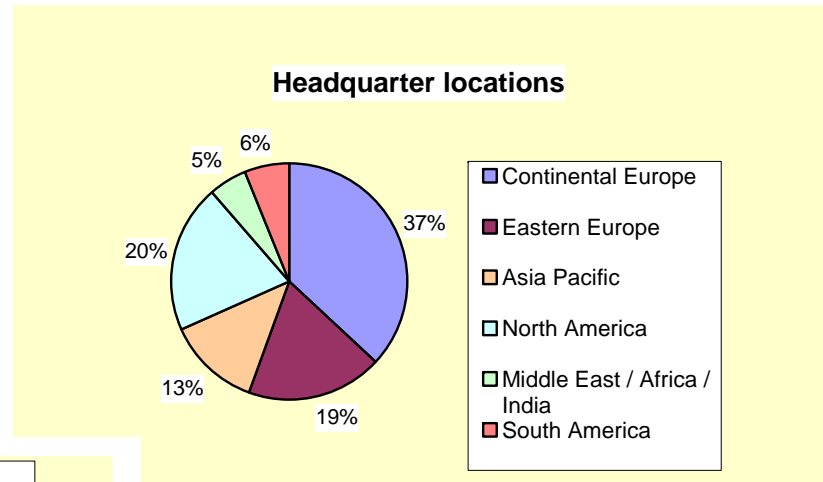 Headquarter locations
6%
5%
37%
20%
13%
19%
Continental Europe
Eastern Europe
Asia Pacific
North America
Middle East / Africa /
India
South America